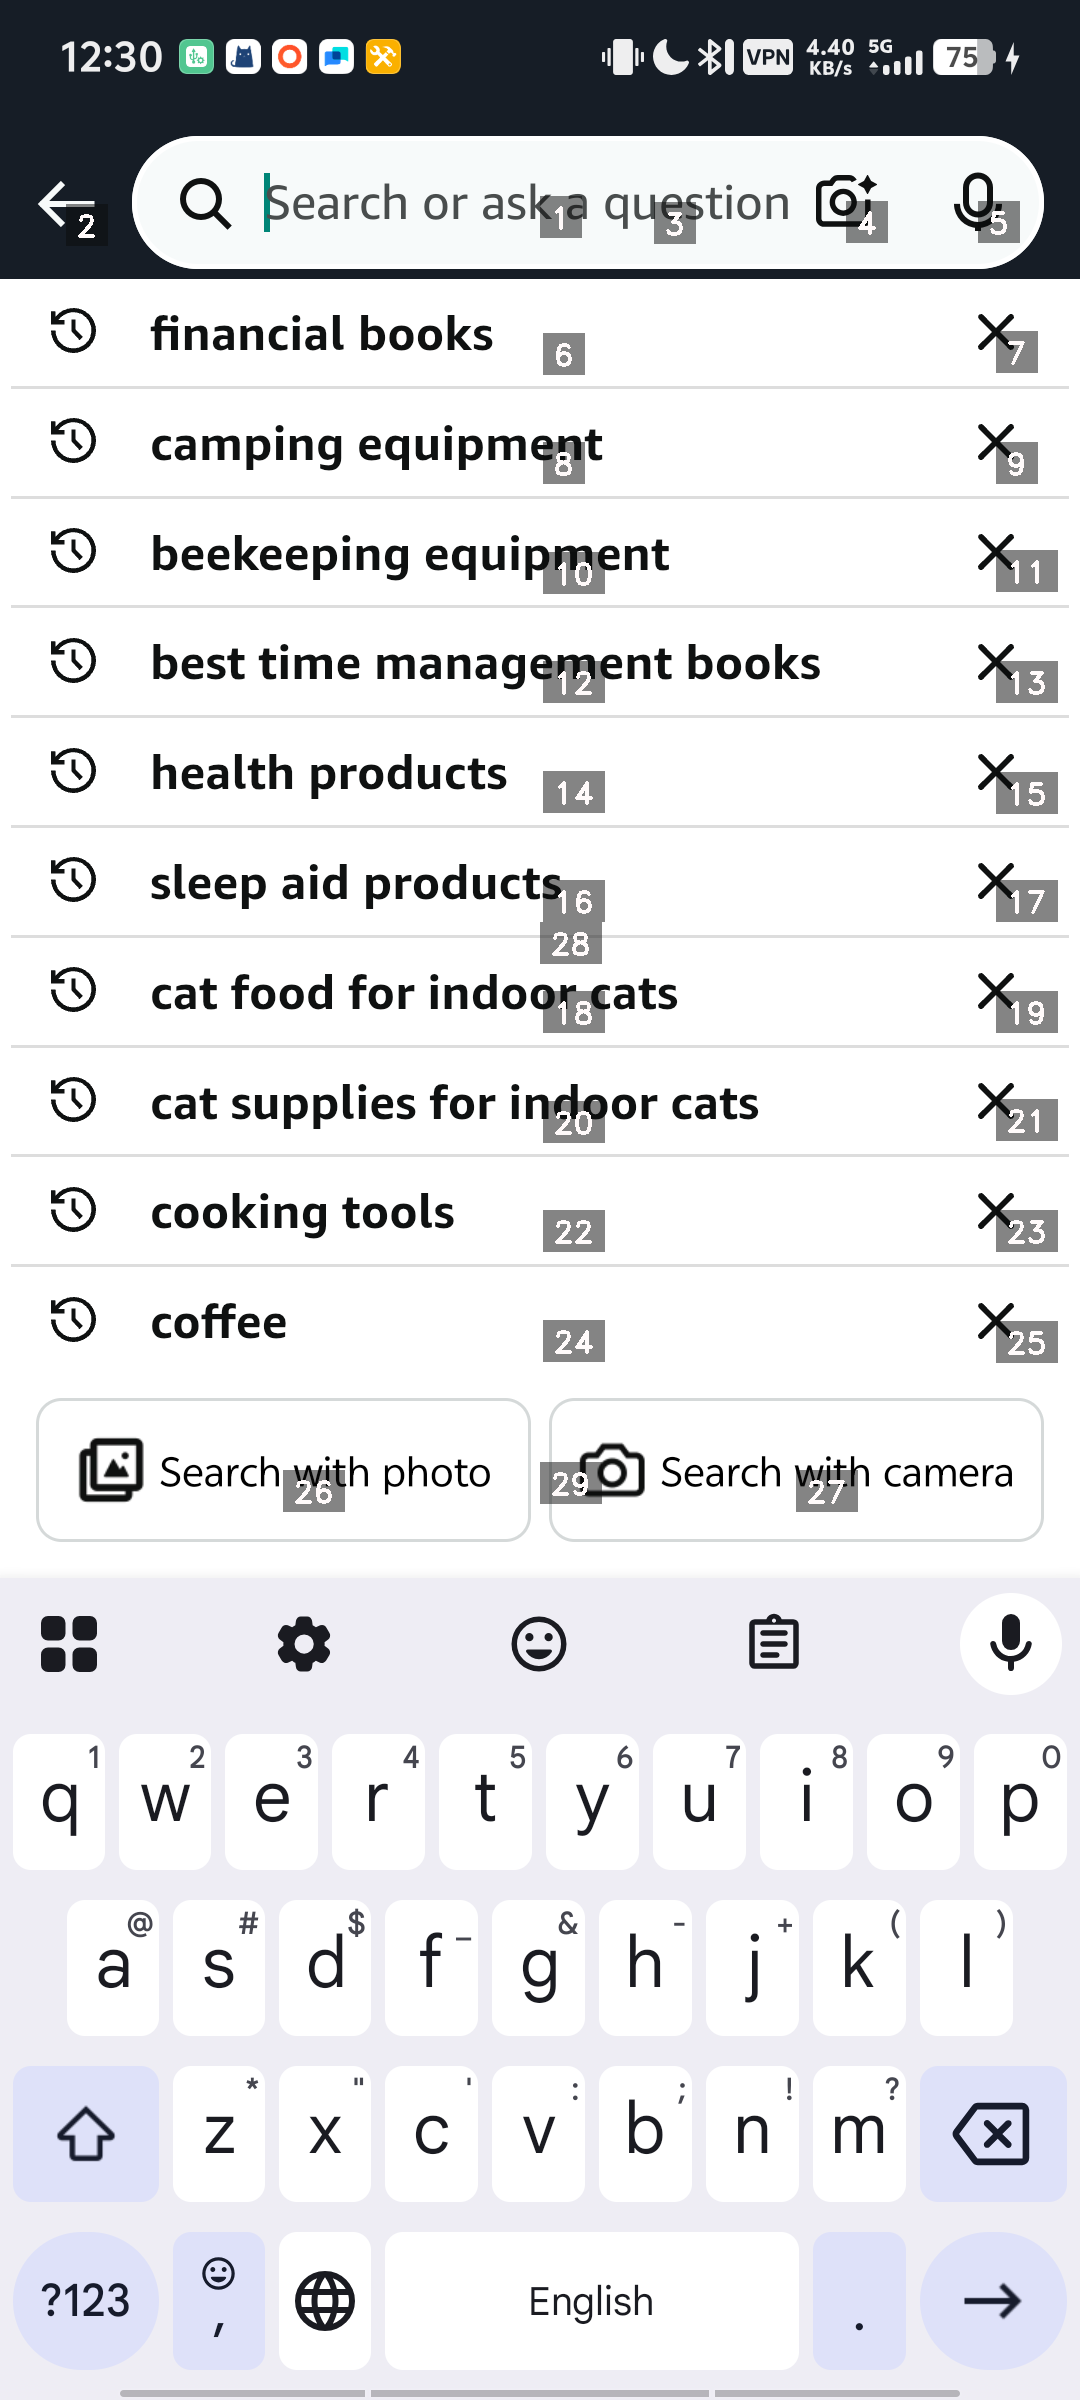 12:30 VPN 4.40 KB/s 5G 75
2 Search or ask a question 1 3 4 5
financial books 6 7
camping equipment 8 9
beekeeping equipment 10 11
best time management books 12 13
health products 14 15
sleep aid products 16 17
28
cat food for indoor cats 18 19
cat supplies for indoor cats 20 21
cooking tools 22 23
coffee 24 25
Search with photo 26 29 Search with camera 27
1 2 3 4 5 6 7 8 9 0
q w e r t y u i o p
@ # $ _ & - + ( )
a s d f g h j k l
* " ' : ; ! ?
z x c v b n m
?123 , English .